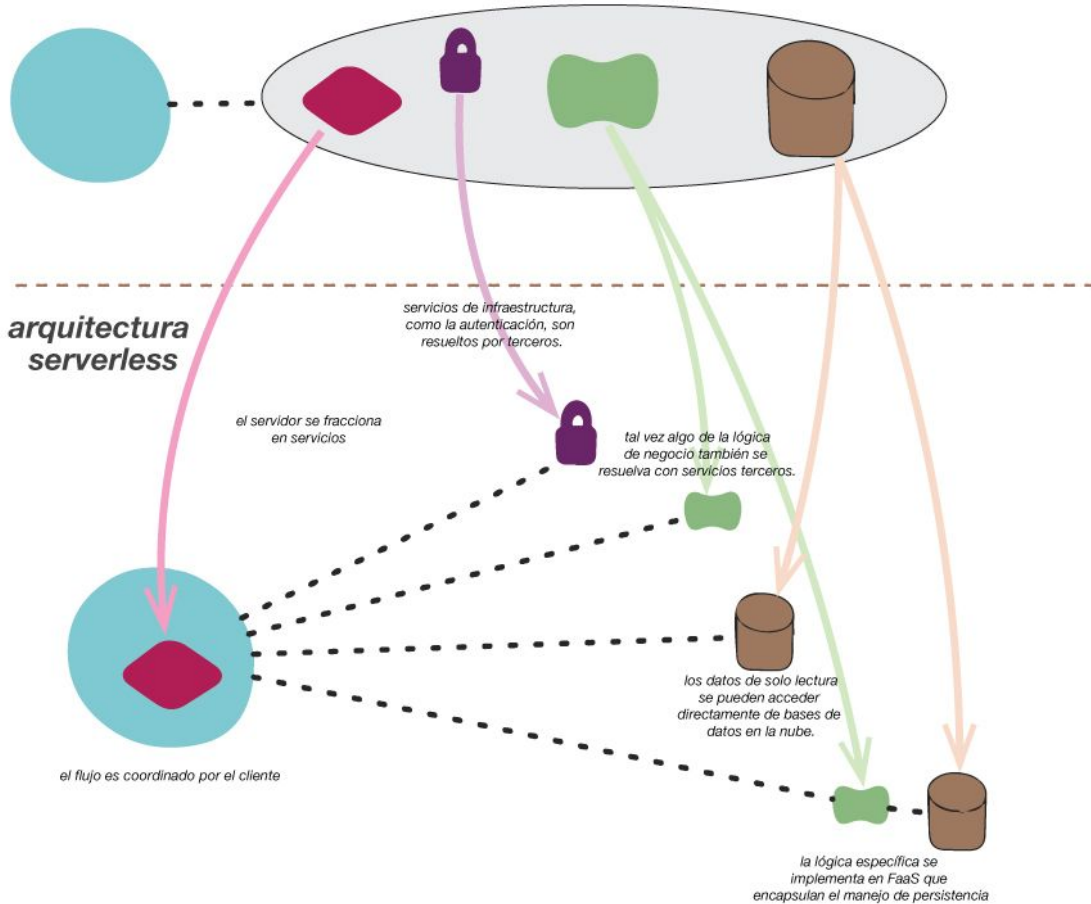 servicios de infraestructura,
como la autenticación, son
resueltos por terceros.
arquitectura
serverless
el servidor se fracciona
en servicios
tal vez algo de la lógica
de negocio también se
resuelva con servicios terceros.
los datos de solo lectura
se pueden acceder
directamente de bases de
datos en la nube.
el flujo es coordinado por el cliente
la lógica específica se
implementa en FaaS que
encapsulan el manejo de persistencia